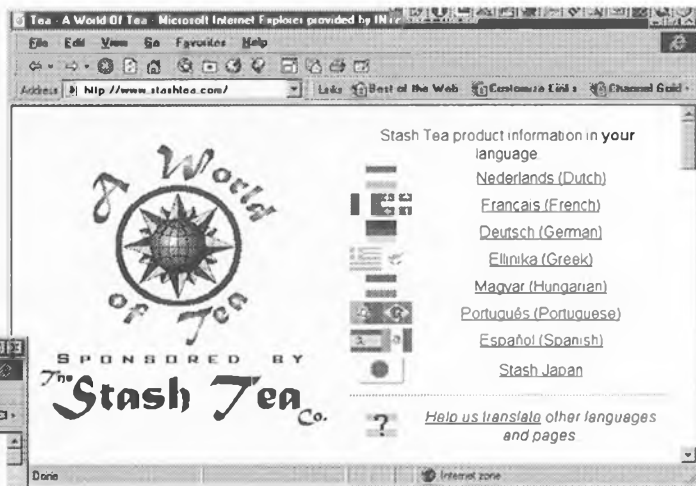 Tea - A World Of Tea - Microsoft Internet Explorer provided by
File Edit View Go Favorites Help
Address http://www.stashtea.com/ Links Best of the Web Customize Links Channel Guide
A World
of Tea
SPONSORED BY
The Stash Tea Co.
Stash Tea product information in your
language
Nederlands (Dutch)
Français (French)
Deutsch (German)
Ellinika (Greek)
Magyar (Hungarian)
Português (Portuguese)
Español (Spanish)
Stash Japan
?
Help us translate other languages
and pages
Done
Internet zone